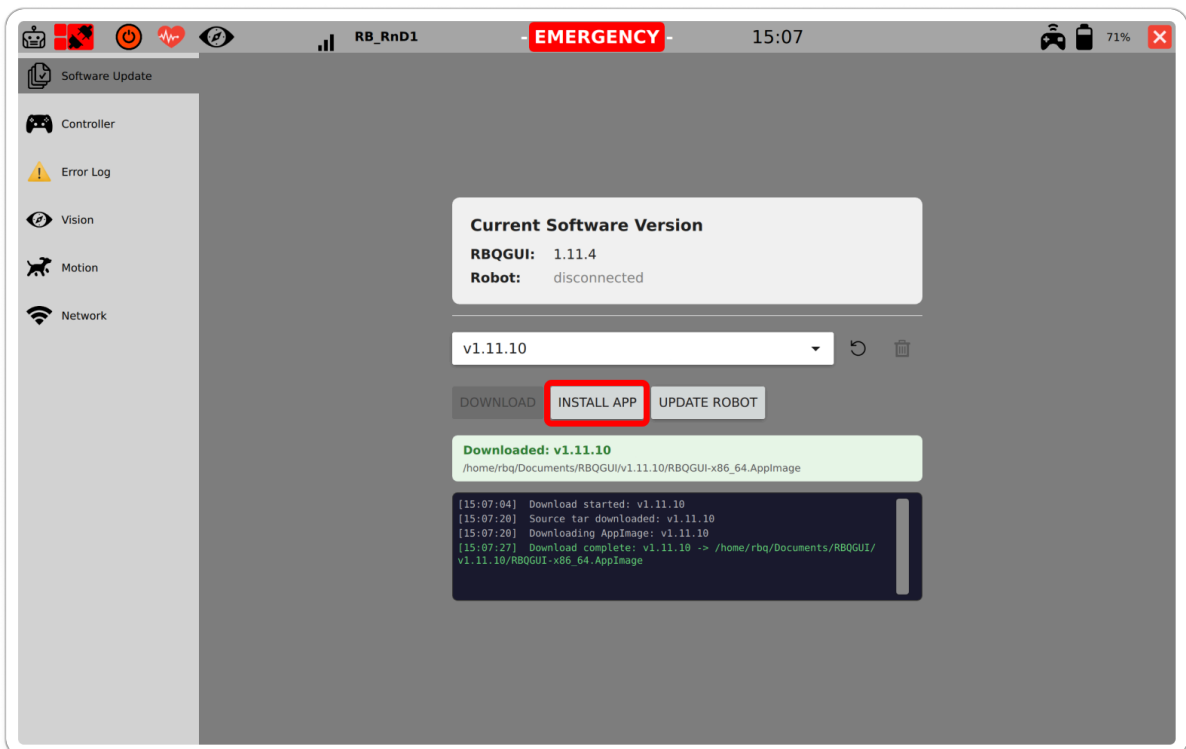 RB_RnD1
- EMERGENCY -
15:07
71%
Software Update
Controller
Error Log
Vision
Motion
Network
Current Software Version
RBQGUI: 1.11.4
Robot: disconnected
v1.11.10
DOWNLOAD INSTALL APP UPDATE ROBOT
Downloaded: v1.11.10
/home/rbq/Documents/RBQGUI/v1.11.10/RBQGUI-x86_64.AppImage
[15:07:04] Download started: v1.11.10
[15:07:20] Source tar downloaded: v1.11.10
[15:07:20] Downloading AppImage: v1.11.10
[15:07:27] Download complete: v1.11.10 -> /home/rbq/Documents/RBQGUI/
v1.11.10/RBQGUI-x86_64.AppImage